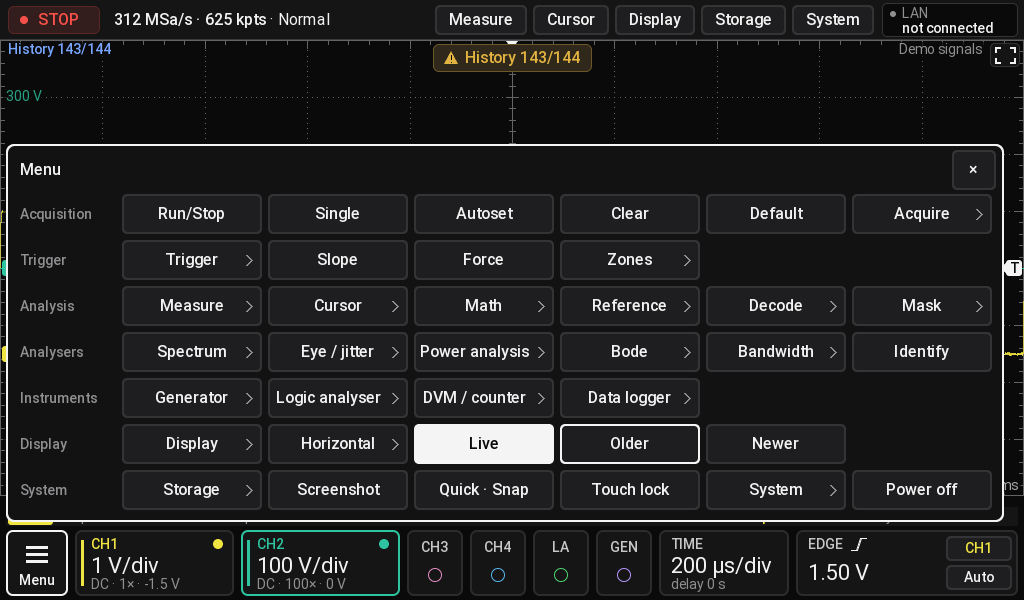 STOP 312 MSa/s · 625 kpts · Normal Measure Cursor Display Storage System LAN
not connected
History 143/144 History 143/144 Demo signals
300 V
Menu ×
Acquisition Run/Stop Single Autoset Clear Default Acquire
Trigger Trigger Slope Force Zones
T
Analysis Measure Cursor Math Reference Decode Mask
Analysers Spectrum Eye / jitter Power analysis Bode Bandwidth Identify
Instruments Generator Logic analyser DVM / counter Data logger
Display Display Horizontal Live Older Newer
System Storage Screenshot Quick · Snap Touch lock System Power off
Menu
CH1
1 V/div
DC · 1× · -1.5 V
CH2
100 V/div
DC · 100× · 0 V
CH3 CH4 LA GEN
TIME
200 µs/div
delay 0 s
EDGE
1.50 V
CH1
Auto